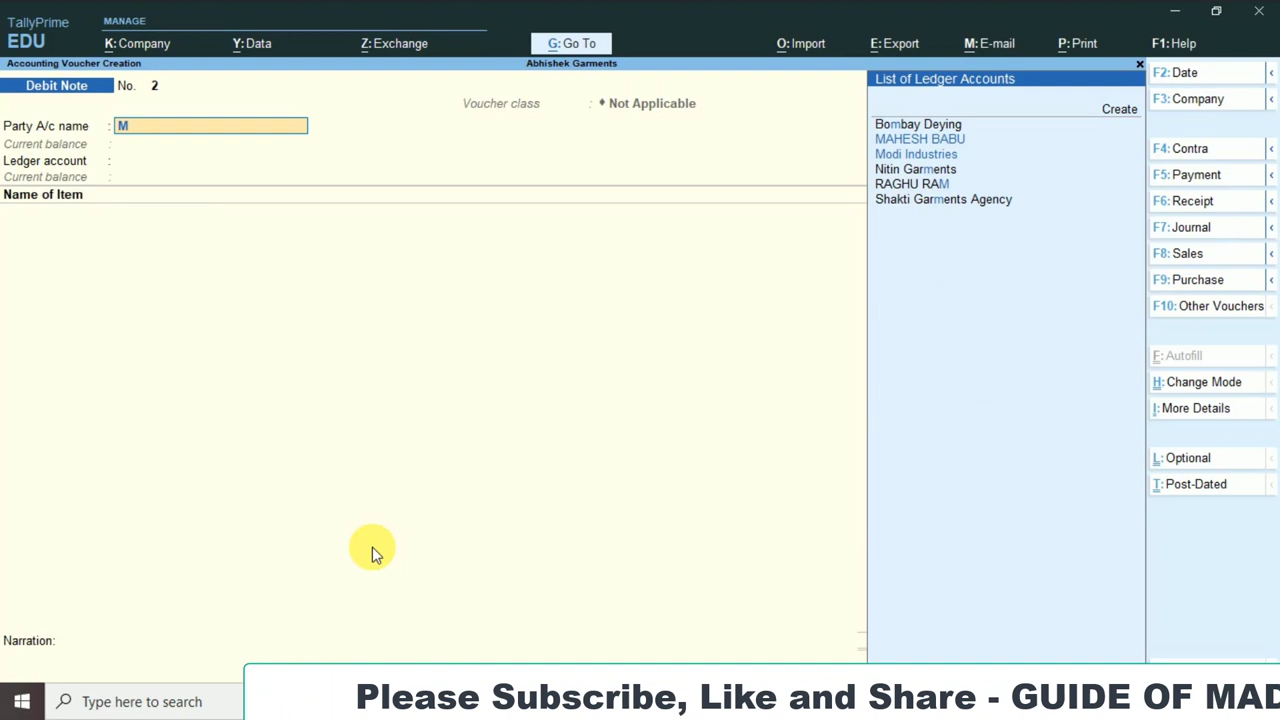 TallyPrime
EDU
MANAGE
K: Company
Y: Data
Z: Exchange
G: Go To
O: Import
E: Export
M: E-mail
P: Print
F1: Help
Accounting Voucher Creation
Abhishek Garments
Debit Note No. 2
Voucher class : ♦ Not Applicable
Party A/c name : M
Current balance :
Ledger account :
Current balance :
Name of Item
List of Ledger Accounts
Create
Bombay Deying
MAHESH BABU
Modi Industries
Nitin Garments
RAGHU RAM
Shakti Garments Agency
F2: Date
F3: Company
F4: Contra
F5: Payment
F6: Receipt
F7: Journal
F8: Sales
F9: Purchase
F10: Other Vouchers
F: Autofill
H: Change Mode
I: More Details
L: Optional
T: Post-Dated
Narration:
Type here to search
Please Subscribe, Like and Share - GUIDE OF MAD